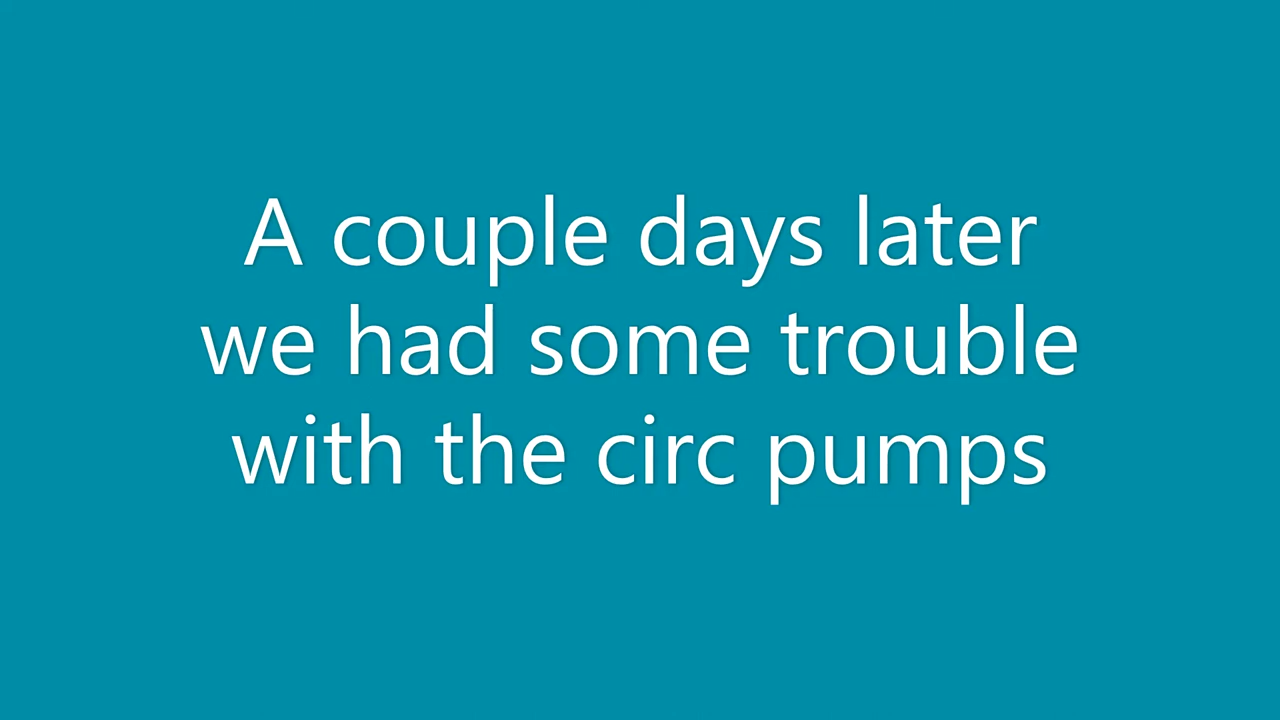 A couple days later
we had some trouble
with the circ pumps